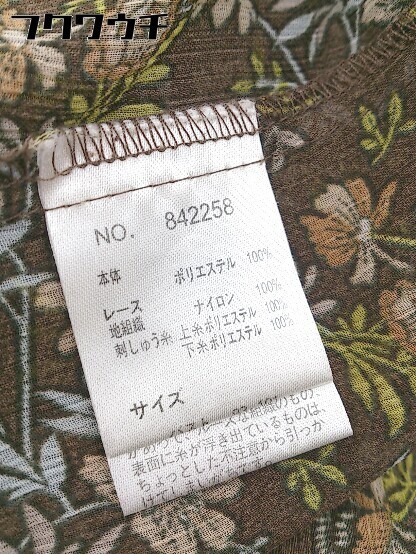 フクウチ
NO. 842258
本体 ポリエステル 100%
レース
地組織 ナイロン 100%
刺しゅう糸 上糸ポリエステル 100%
下糸ポリエステル 100%
サイズ
表面に糸が浮き出ているものは、
ちょっとした不注意から引っか